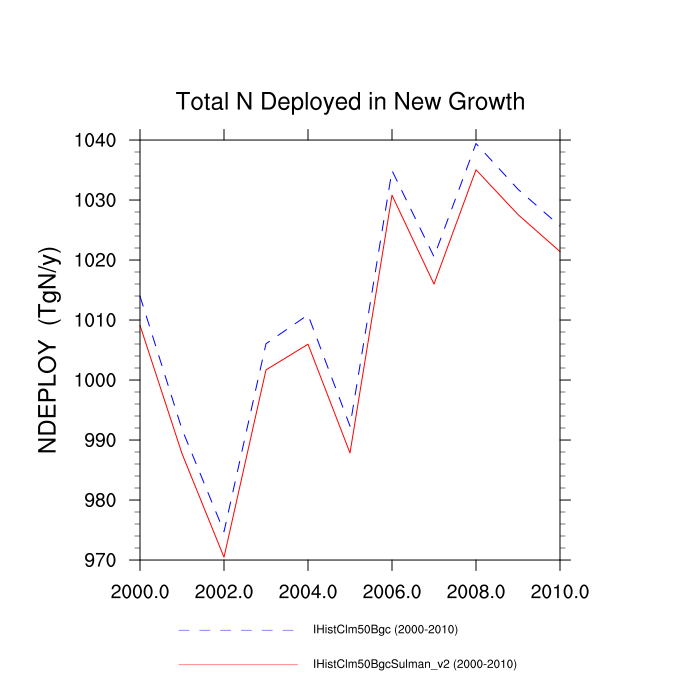 Total N Deployed in New Growth
NDEPLOY (TgN/y)
1040
1030
1020
1010
1000
990
980
970
2000.0 2002.0 2004.0 2006.0 2008.0 2010.0
IHistClm50Bgc (2000-2010)
IHistClm50BgcSulman_v2 (2000-2010)